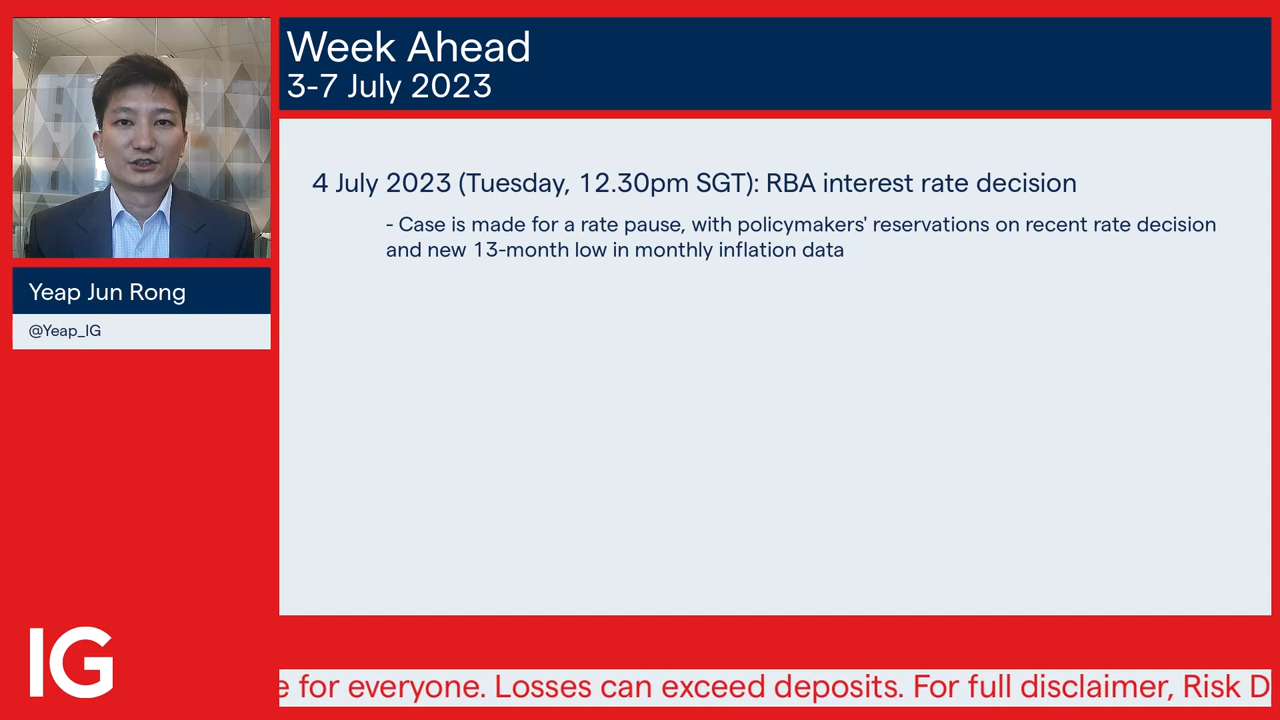 Week Ahead
3-7 July 2023
4 July 2023 (Tuesday, 12.30pm SGT): RBA interest rate decision
- Case is made for a rate pause, with policymakers' reservations on recent rate decision
and new 13-month low in monthly inflation data
Yeap Jun Rong
@Yeap_IG
IG
for everyone. Losses can exceed deposits. For full disclaimer, Risk